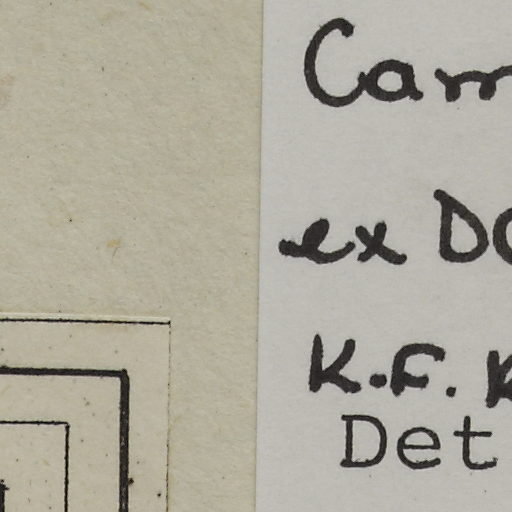 Cam
ex DC
K.F. K
Det